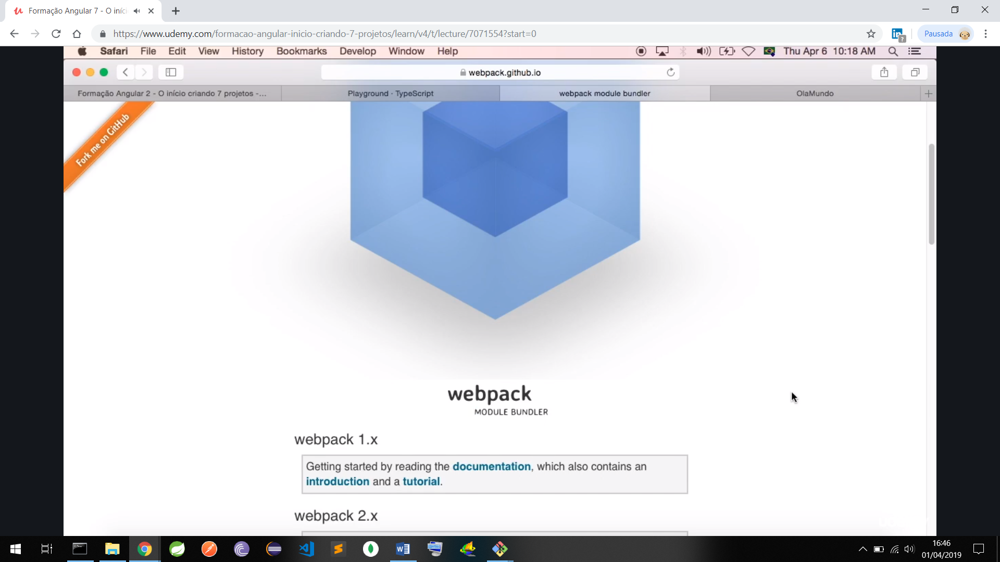 Formação Angular 7 - O iníci
https://www.udemy.com/formacao-angular-inicio-criando-7-projetos/learn/v4/t/lecture/7071554?start=0
Pausada
Safari File Edit View History Bookmarks Develop Window Help
Thu Apr 6 10:18 AM
webpack.github.io
Formação Angular 2 - O início criando 7 projetos -...
Playground · TypeScript
webpack module bundler
OlaMundo
Fork me on GitHub
webpack
MODULE BUNDLER
webpack 1.x
Getting started by reading the documentation, which also contains an
introduction and a tutorial.
webpack 2.x
16:46
01/04/2019